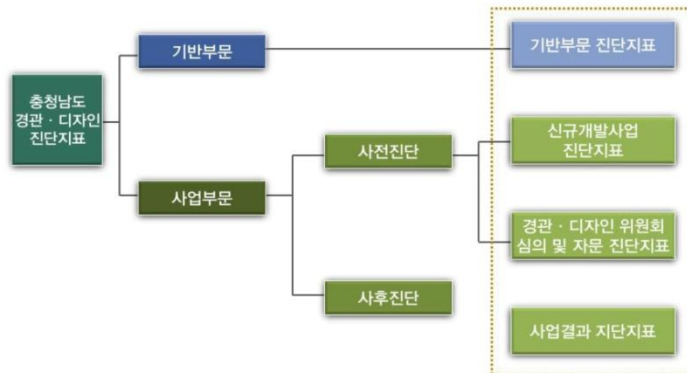 기반부문
기반부문 진단지표
충청남도
경관 · 디자인
진단지표
신규개발사업
진단지표
사전진단
사업부문
경관 · 디자인 위원회
심의 및 자문 진단지표
사후진단
사업결과 지단지표